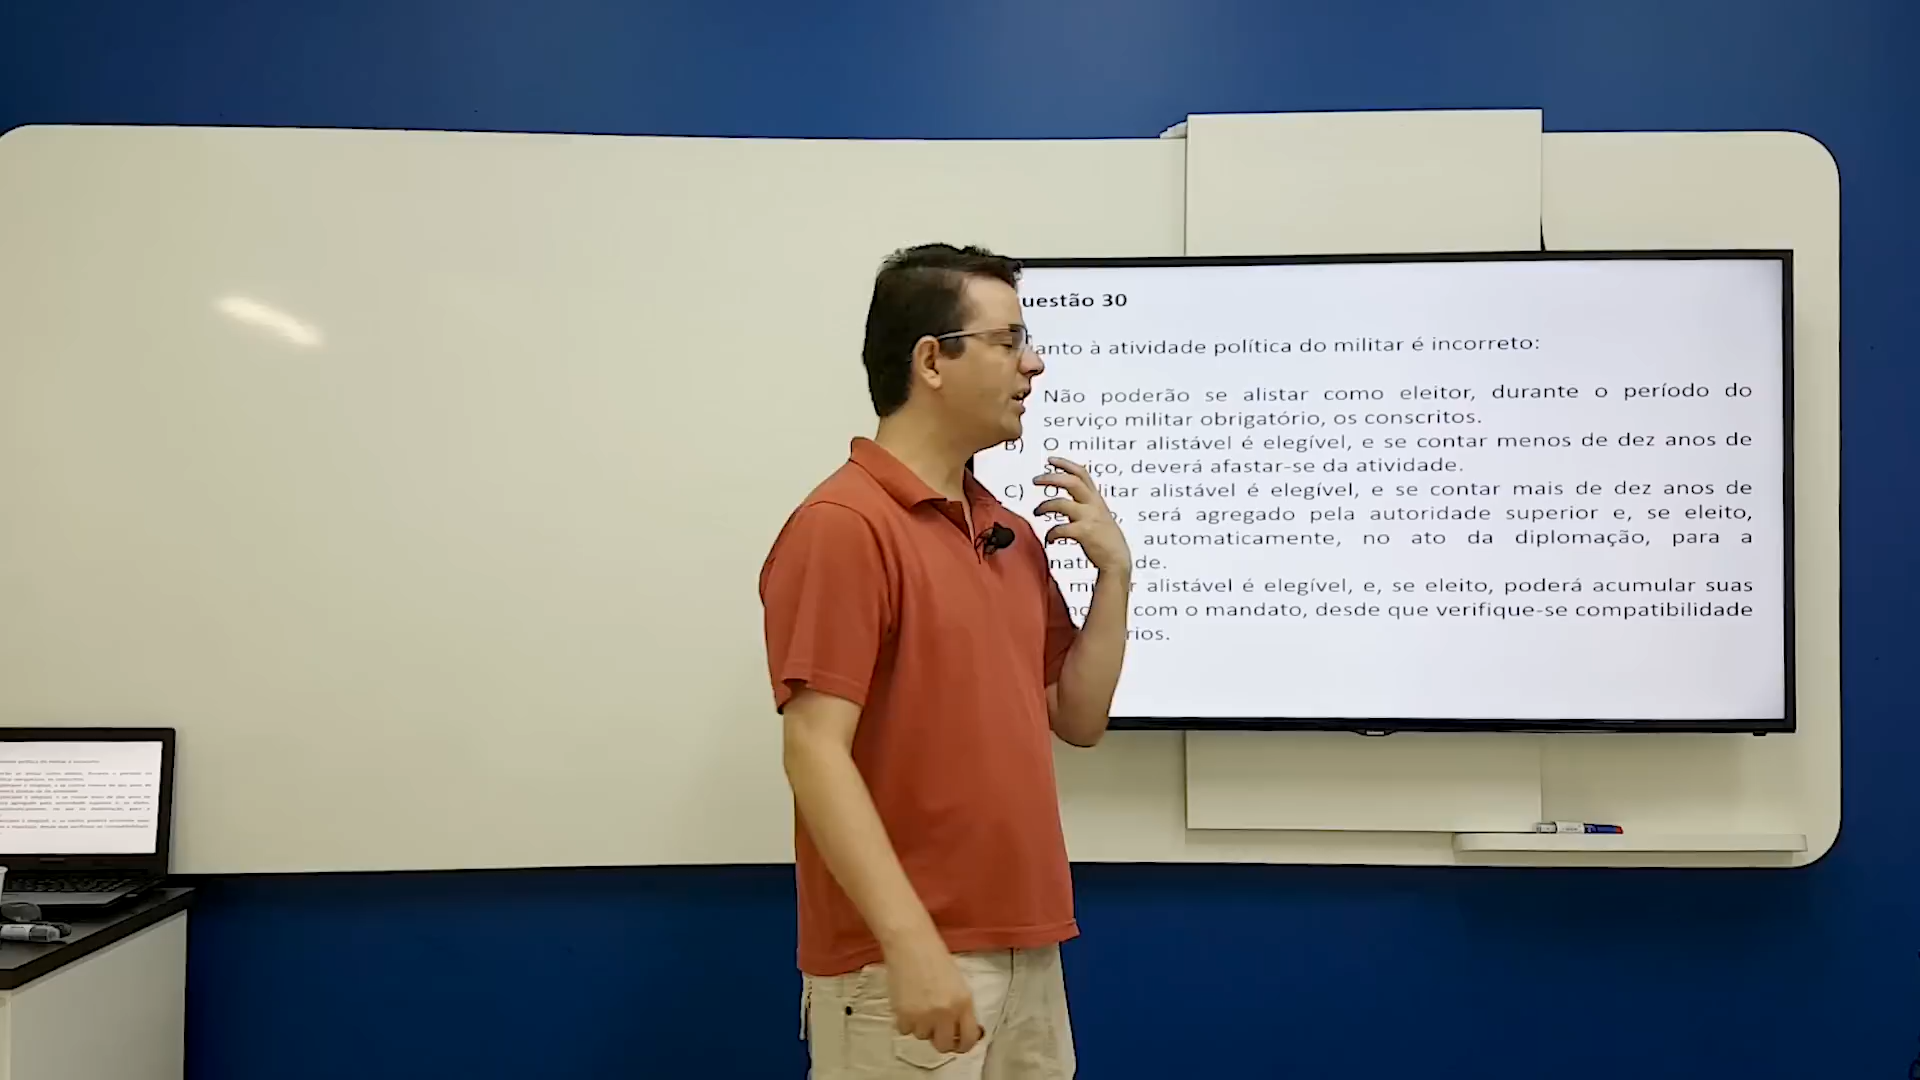 uestão 30
anto à atividade política do militar é incorreto:
Não poderão se alistar como eleitor, durante o período do
serviço militar obrigatório, os conscritos.
B) O militar alistável é elegível, e se contar menos de dez anos de
iço, deverá afastar-se da atividade.
C) O litar alistável é elegível, e se contar mais de dez anos de
se o, será agregado pela autoridade superior e, se eleito,
automaticamente, no ato da diplomação, para a
nati de.
mi r alistável é elegível, e, se eleito, poderá acumular suas
com o mandato, desde que verifique-se compatibilidade
rios.